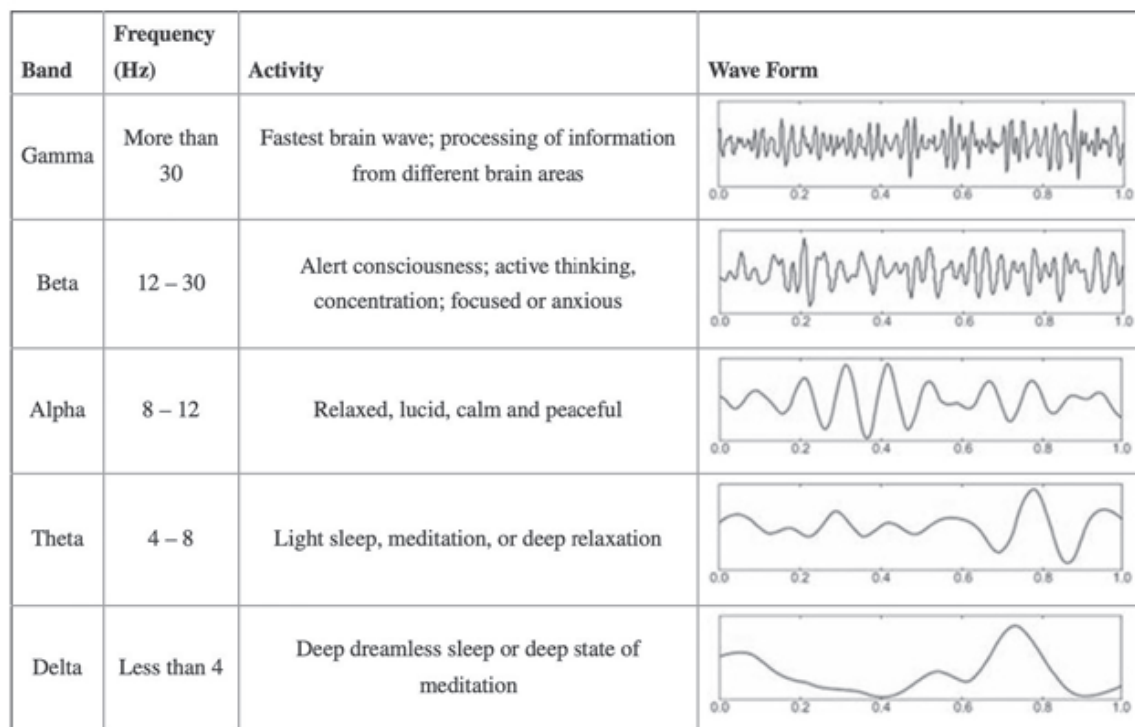 Band
Frequency
(Hz)
Activity
Wave Form
Gamma
More than
30
Fastest brain wave; processing of information
from different brain areas
0.0 0.2 0.4 0.6 0.8 1.0
Beta
12 – 30
Alert consciousness; active thinking,
concentration; focused or anxious
0.0 0.2 0.4 0.6 0.8 1.0
Alpha
8 – 12
Relaxed, lucid, calm and peaceful
0.0 0.2 0.4 0.6 0.8 1.0
Theta
4 – 8
Light sleep, meditation, or deep relaxation
0.0 0.2 0.4 0.6 0.8 1.0
Delta
Less than 4
Deep dreamless sleep or deep state of
meditation
0.0 0.2 0.4 0.6 0.8 1.0